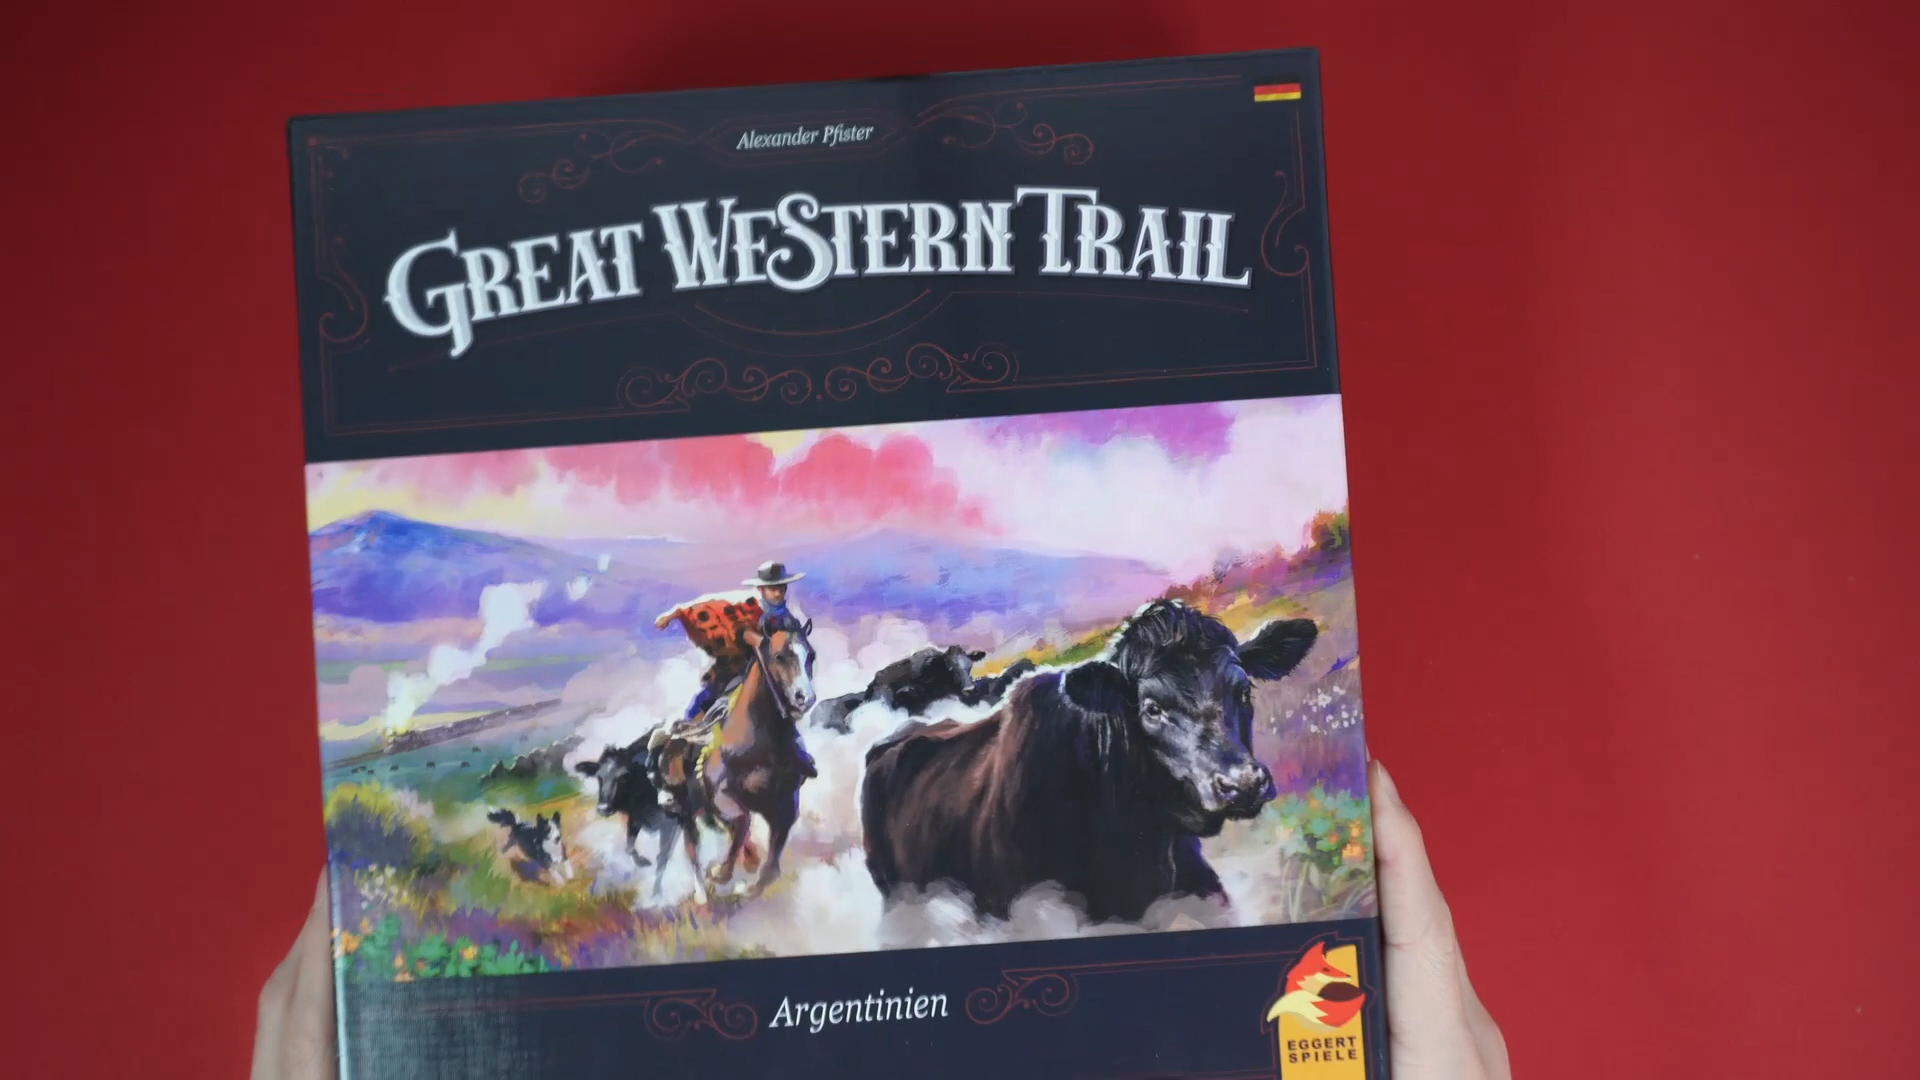 Alexander Pfister
GREAT WESTERN TRAIL
Argentinien
EGGERT
SPIELE